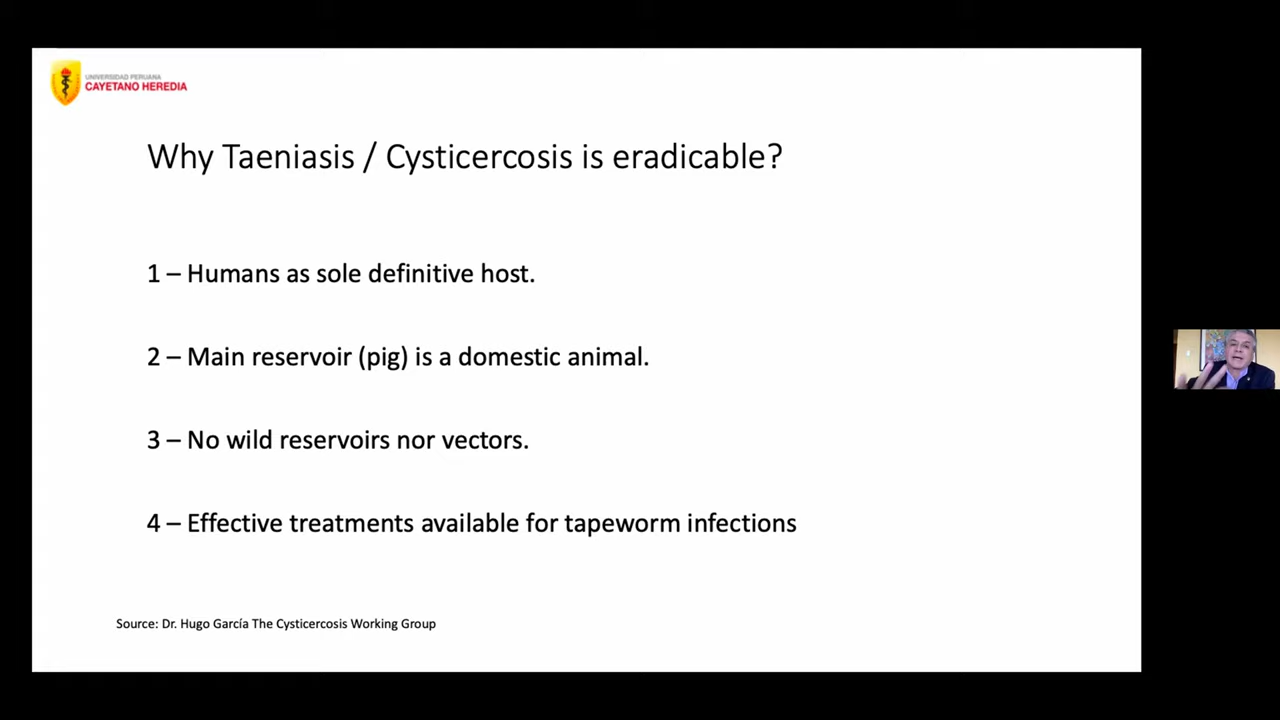 UNIVERSIDAD PERUANA
CAYETANO HEREDIA
Why Taeniasis / Cysticercosis is eradicable?
1 – Humans as sole definitive host.
2 – Main reservoir (pig) is a domestic animal.
3 – No wild reservoirs nor vectors.
4 – Effective treatments available for tapeworm infections
Source: Dr. Hugo García The Cysticercosis Working Group